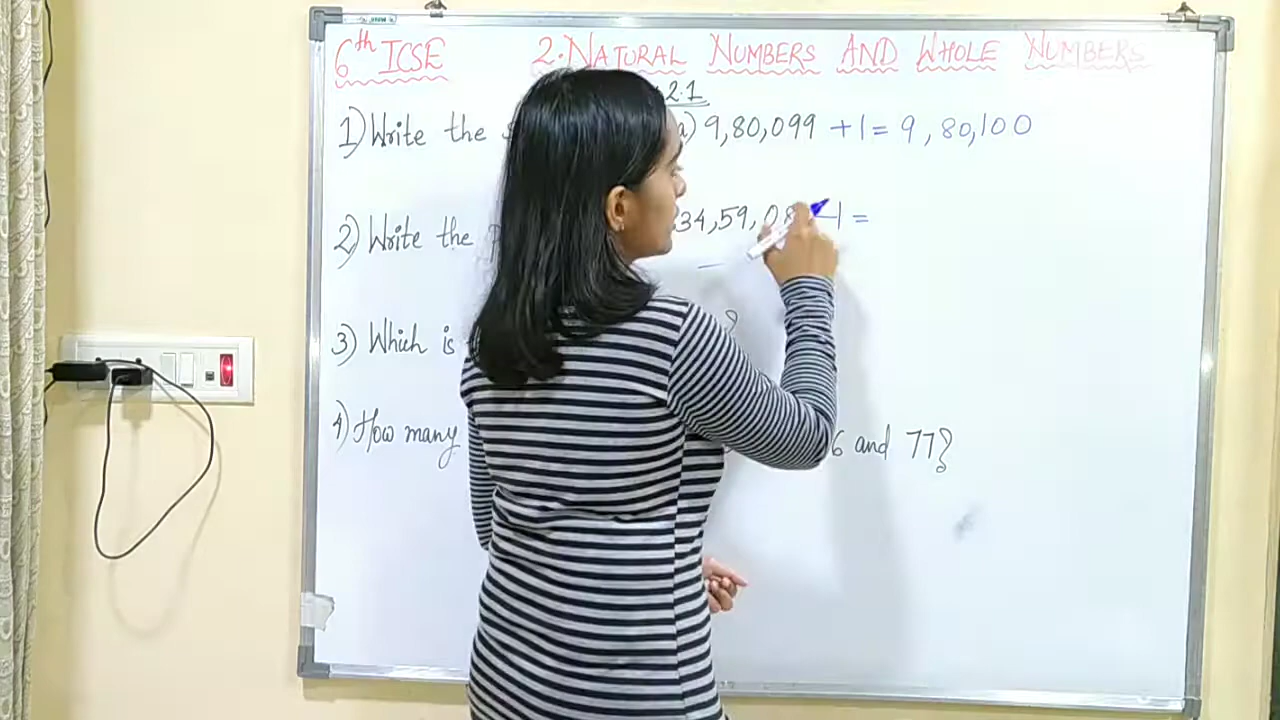 6th ICSE 2. NATURAL NUMBERS AND WHOLE NUMBERS
2.1
1) Write the a) 9,80,099 + 1 = 9,80,100
2) Write the 34,59,08 - 1 =
3) Which is ?
4) How many 6 and 77?